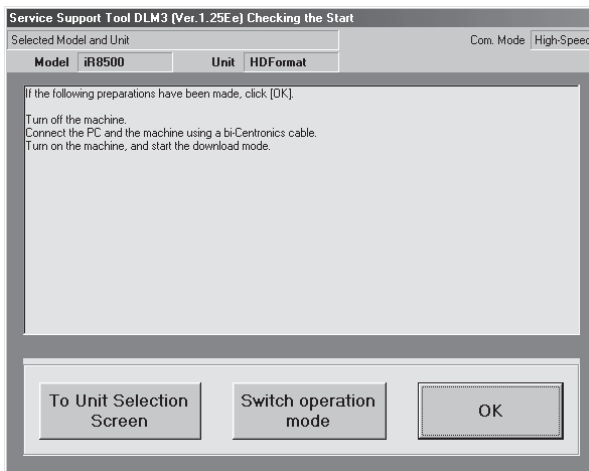 Service Support Tool DLM3 (Ver.1.25Ee) Checking the Start
Selected Model and Unit Com. Mode High-Speed
Model iR8500 Unit HDFormat
If the following preparations have been made, click [OK].
Turn off the machine.
Connect the PC and the machine using a bi-Centronics cable.
Turn on the machine, and start the download mode.
To Unit Selection
Screen
Switch operation
mode
OK